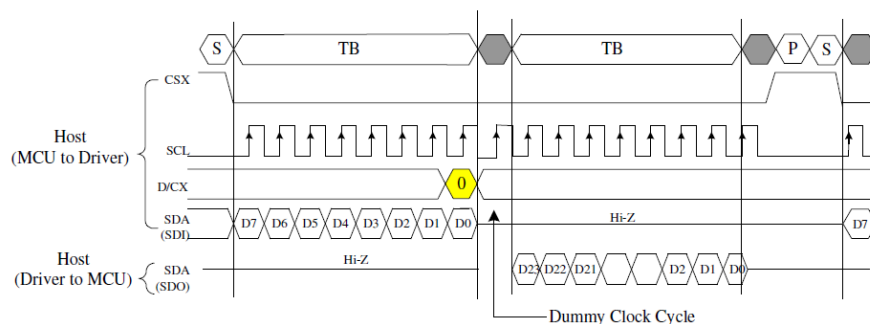 S TB TB P S
CSX
Host
(MCU to Driver)
SCL
D/CX 0
SDA
(SDI)
D7 D6 D5 D4 D3 D2 D1 D0 Hi-Z D7
Host
(Driver to MCU)
SDA
(SDO)
Hi-Z D23 D22 D21 D2 D1 D0
Dummy Clock Cycle